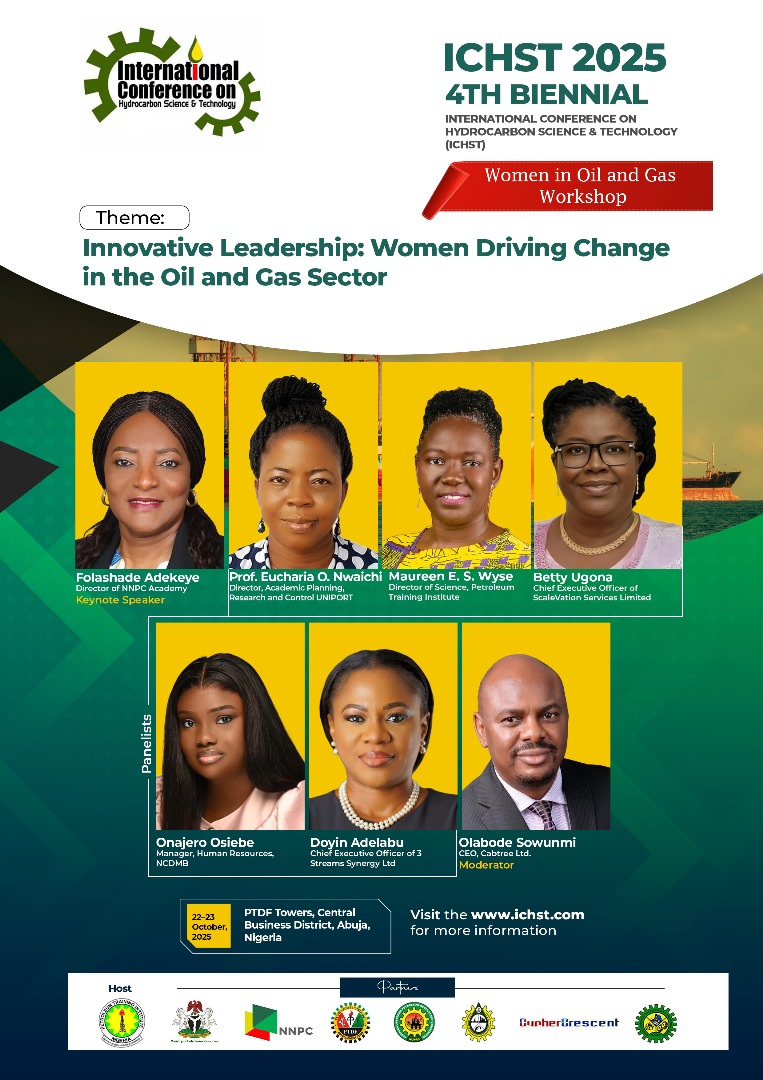 International
Conference on
Hydrocarbon Science & Technology
ICHST 2025
4TH BIENNIAL
INTERNATIONAL CONFERENCE ON
HYDROCARBON SCIENCE & TECHNOLOGY
(ICHST)
Women in Oil and Gas
Workshop
Theme:
Innovative Leadership: Women Driving Change
in the Oil and Gas Sector
Folashade Adekeye
Director of NNPC Academy
Keynote Speaker
Prof. Eucharia O. Nwaichi
Director, Academic Planning,
Research and Control UNIPORT
Maureen E. S. Wyse
Director of Science, Petroleum
Training Institute
Betty Ugona
Chief Executive Officer of
ScaleVation Services Limited
Panelists
Onajero Osiebe
Manager, Human Resources,
NCDMB
Doyin Adelabu
Chief Executive Officer of 3
Streams Synergy Ltd
Olabode Sowunmi
CEO, Cabtree Ltd.
Moderator
22–23
October,
2025
PTDF Towers, Central
Business District, Abuja,
Nigeria
Visit the www.ichst.com
for more information
Host
Partners
NNPC
PTDF
CypherCrescent